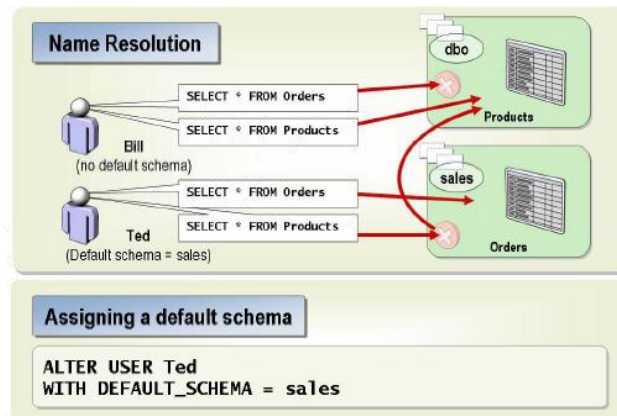 Name Resolution
dbo
SELECT * FROM Orders
SELECT * FROM Products
Products
Bill
(no default schema)
sales
SELECT * FROM Orders
SELECT * FROM Products
Orders
Ted
(Default schema = sales)
Assigning a default schema
ALTER USER Ted
WITH DEFAULT_SCHEMA = sales